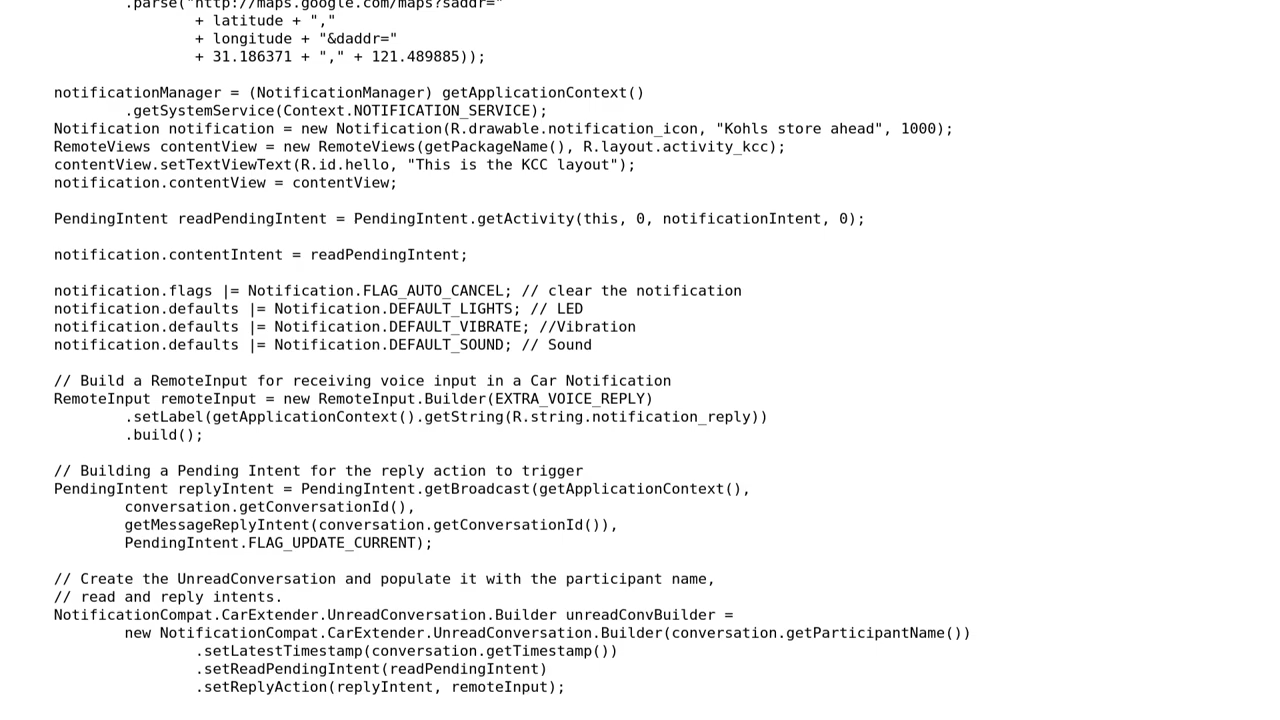 .parse("http://maps.google.com/maps?saddr="
+ latitude + ","
+ longitude + "&daddr="
+ 31.186371 + "," + 121.489885));
notificationManager = (NotificationManager) getApplicationContext()
.getSystemService(Context.NOTIFICATION_SERVICE);
Notification notification = new Notification(R.drawable.notification_icon, "Kohls store ahead", 1000);
RemoteViews contentView = new RemoteViews(getPackageName(), R.layout.activity_kcc);
contentView.setTextViewText(R.id.hello, "This is the KCC layout");
notification.contentView = contentView;
PendingIntent readPendingIntent = PendingIntent.getActivity(this, 0, notificationIntent, 0);
notification.contentIntent = readPendingIntent;
notification.flags |= Notification.FLAG_AUTO_CANCEL; // clear the notification
notification.defaults |= Notification.DEFAULT_LIGHTS; // LED
notification.defaults |= Notification.DEFAULT_VIBRATE; //Vibration
notification.defaults |= Notification.DEFAULT_SOUND; // Sound
// Build a RemoteInput for receiving voice input in a Car Notification
RemoteInput remoteInput = new RemoteInput.Builder(EXTRA_VOICE_REPLY)
.setLabel(getApplicationContext().getString(R.string.notification_reply))
.build();
// Building a Pending Intent for the reply action to trigger
PendingIntent replyIntent = PendingIntent.getBroadcast(getApplicationContext(),
conversation.getConversationId(),
getMessageReplyIntent(conversation.getConversationId()),
PendingIntent.FLAG_UPDATE_CURRENT);
// Create the UnreadConversation and populate it with the participant name,
// read and reply intents.
NotificationCompat.CarExtender.UnreadConversation.Builder unreadConvBuilder =
new NotificationCompat.CarExtender.UnreadConversation.Builder(conversation.getParticipantName())
.setLatestTimestamp(conversation.getTimestamp())
.setReadPendingIntent(readPendingIntent)
.setReplyAction(replyIntent, remoteInput);